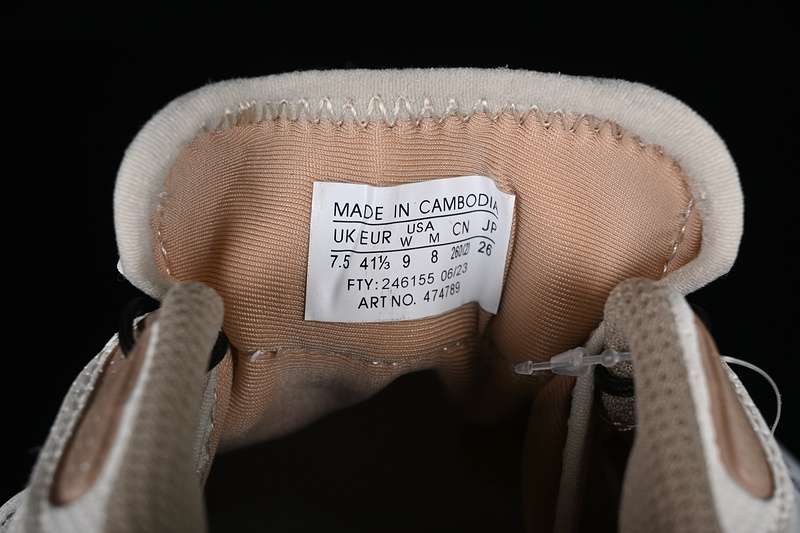 MADE IN CAMBODIA
UK EUR USA W M CN JP
7.5 41⅓ 9 8 260(2) 26
FTY: 246155 06/23
ART NO. 474789